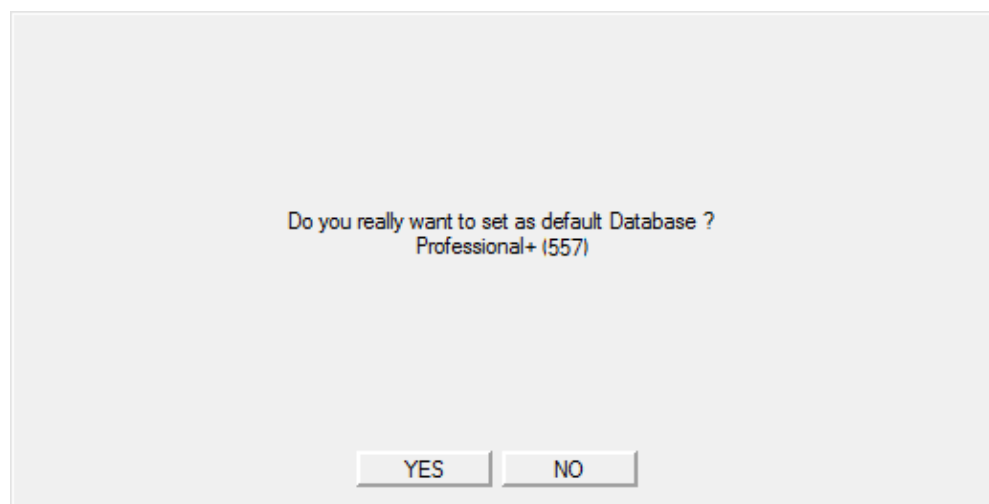 Do you really want to set as default Database ?
Professional+ (557)
YES NO